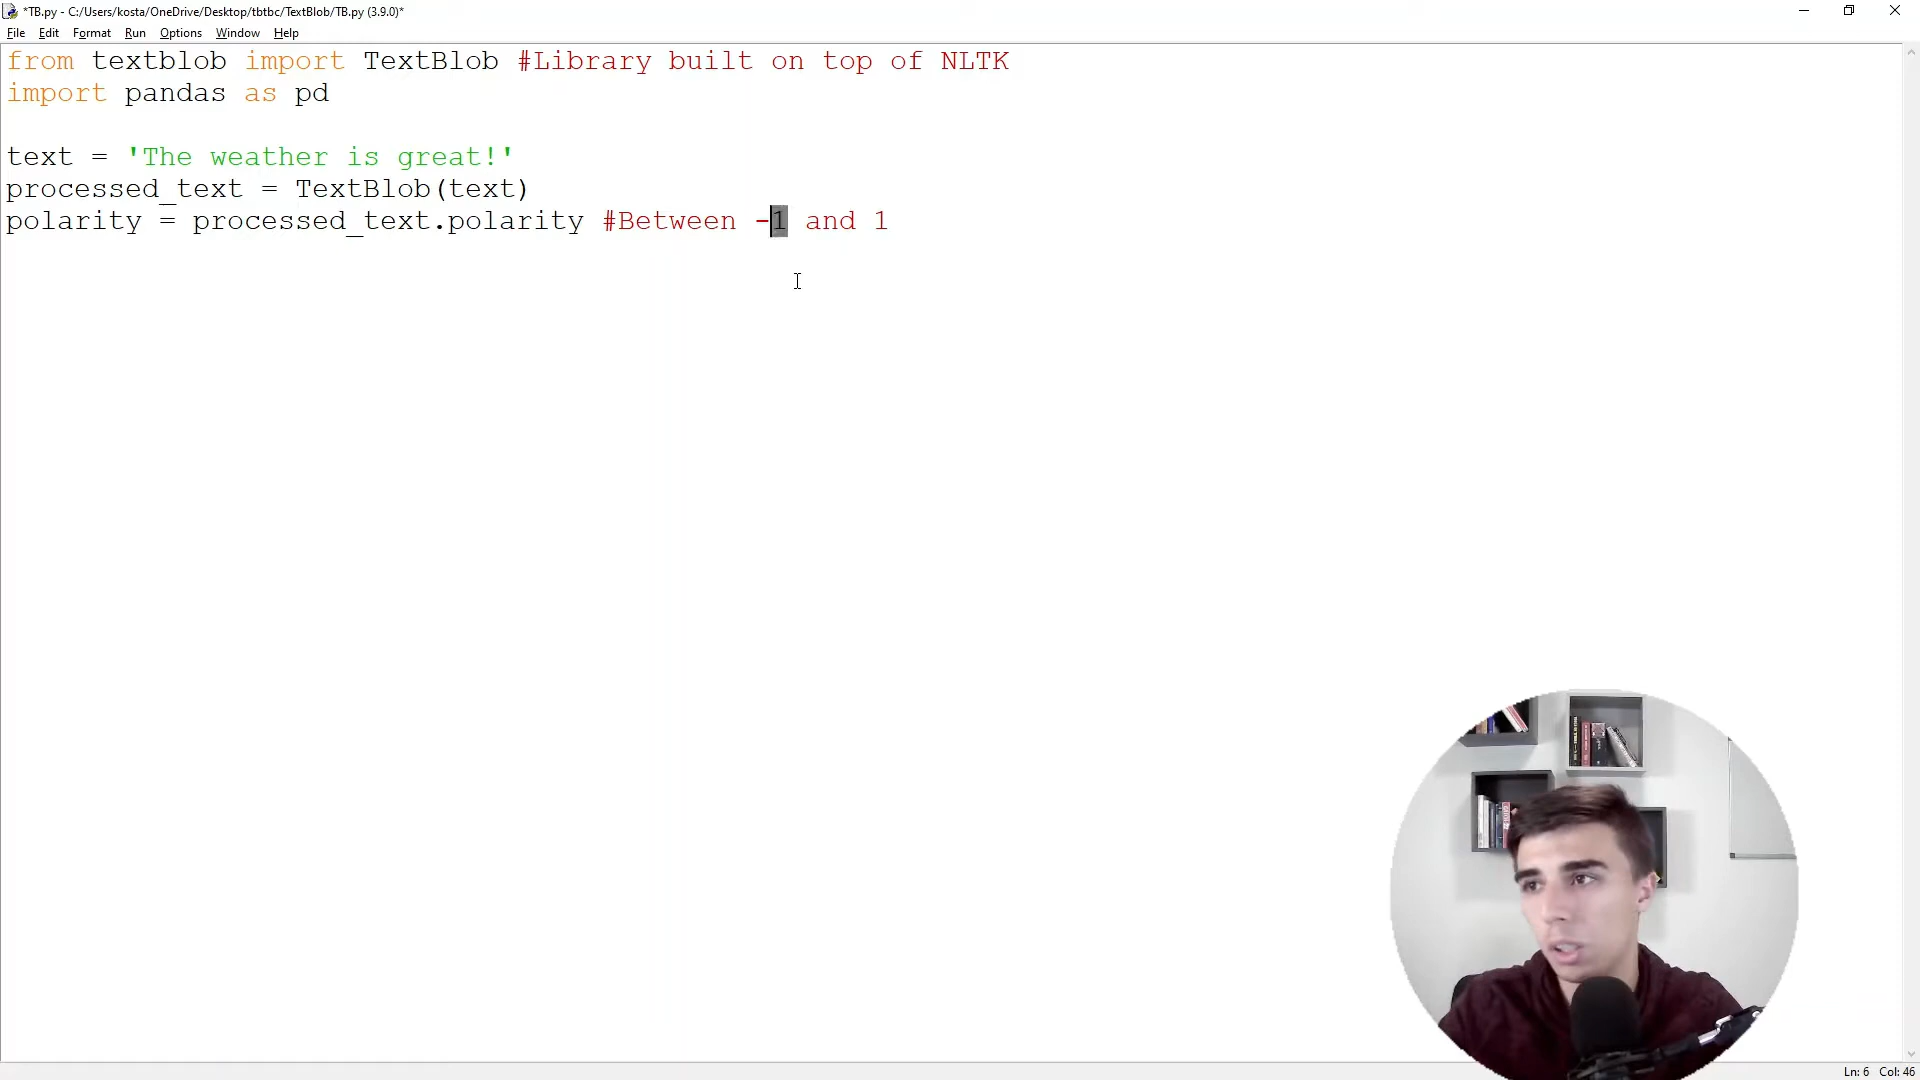 *TB.py - C:/Users/kosta/OneDrive/Desktop/tbtbc/TextBlob/TB.py (3.9.0)*
File Edit Format Run Options Window Help
from textblob import TextBlob #Library built on top of NLTK
import pandas as pd
text = 'The weather is great!'
processed_text = TextBlob(text)
polarity = processed_text.polarity #Between -1 and 1
Ln: 6 Col: 46